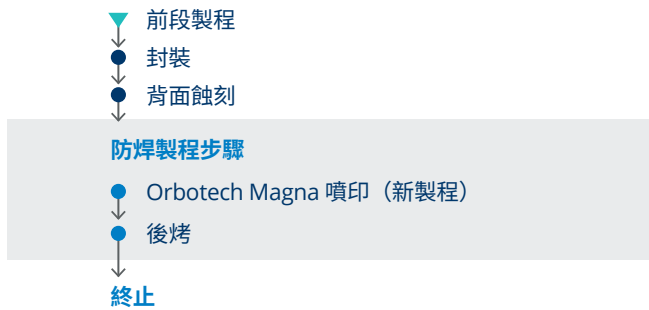 前段製程
封裝
背面蝕刻
防焊製程步驟
Orbotech Magna 噴印（新製程）
後烤
終止